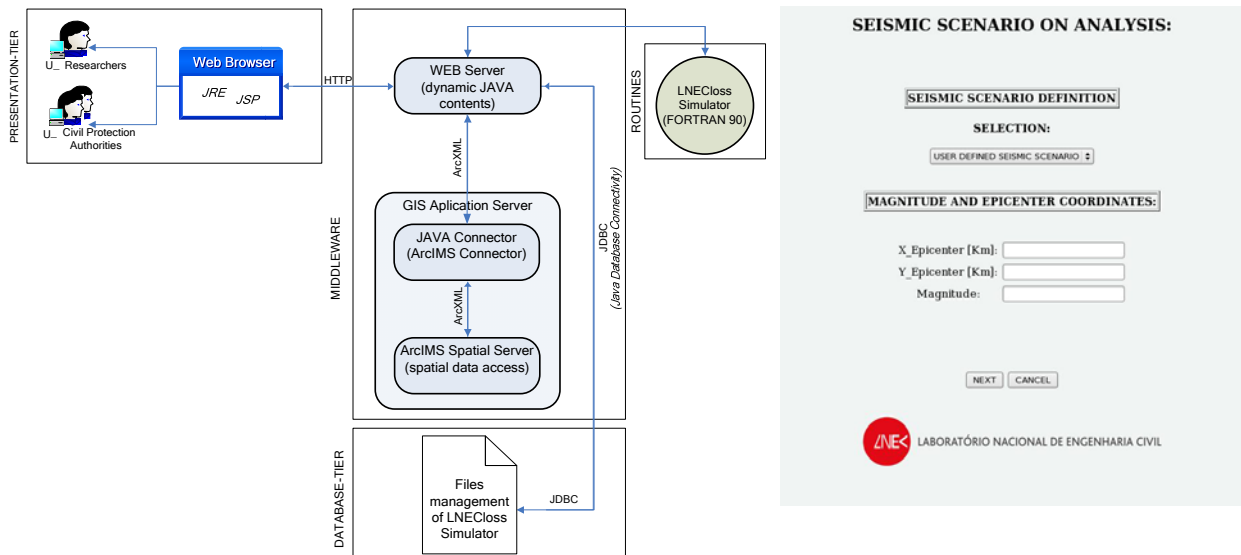 PRESENTATION-TIER
U_ Researchers
U_ Civil Protection
Authorities
Web Browser
JRE JSP
HTTP
MIDDLEWARE
WEB Server
(dynamic JAVA
contents)
ArcXML
GIS Aplication Server
JAVA Connector
(ArcIMS Connector)
ArcXML
ArcIMS Spatial Server
(spatial data access)
JDBC
(Java Database Connectivity)
ROUTINES
LNECloss
Simulator
(FORTRAN 90)
DATABASE-TIER
Files
management
of LNECloss
Simulator
JDBC
SEISMIC SCENARIO ON ANALYSIS:
SEISMIC SCENARIO DEFINITION
SELECTION:
USER DEFINED SEISMIC SCENARIO
MAGNITUDE AND EPICENTER COORDINATES:
X_Epicenter [Km]:
Y_Epicenter [Km]:
Magnitude:
NEXT CANCEL
LNEC LABORATÓRIO NACIONAL DE ENGENHARIA CIVIL